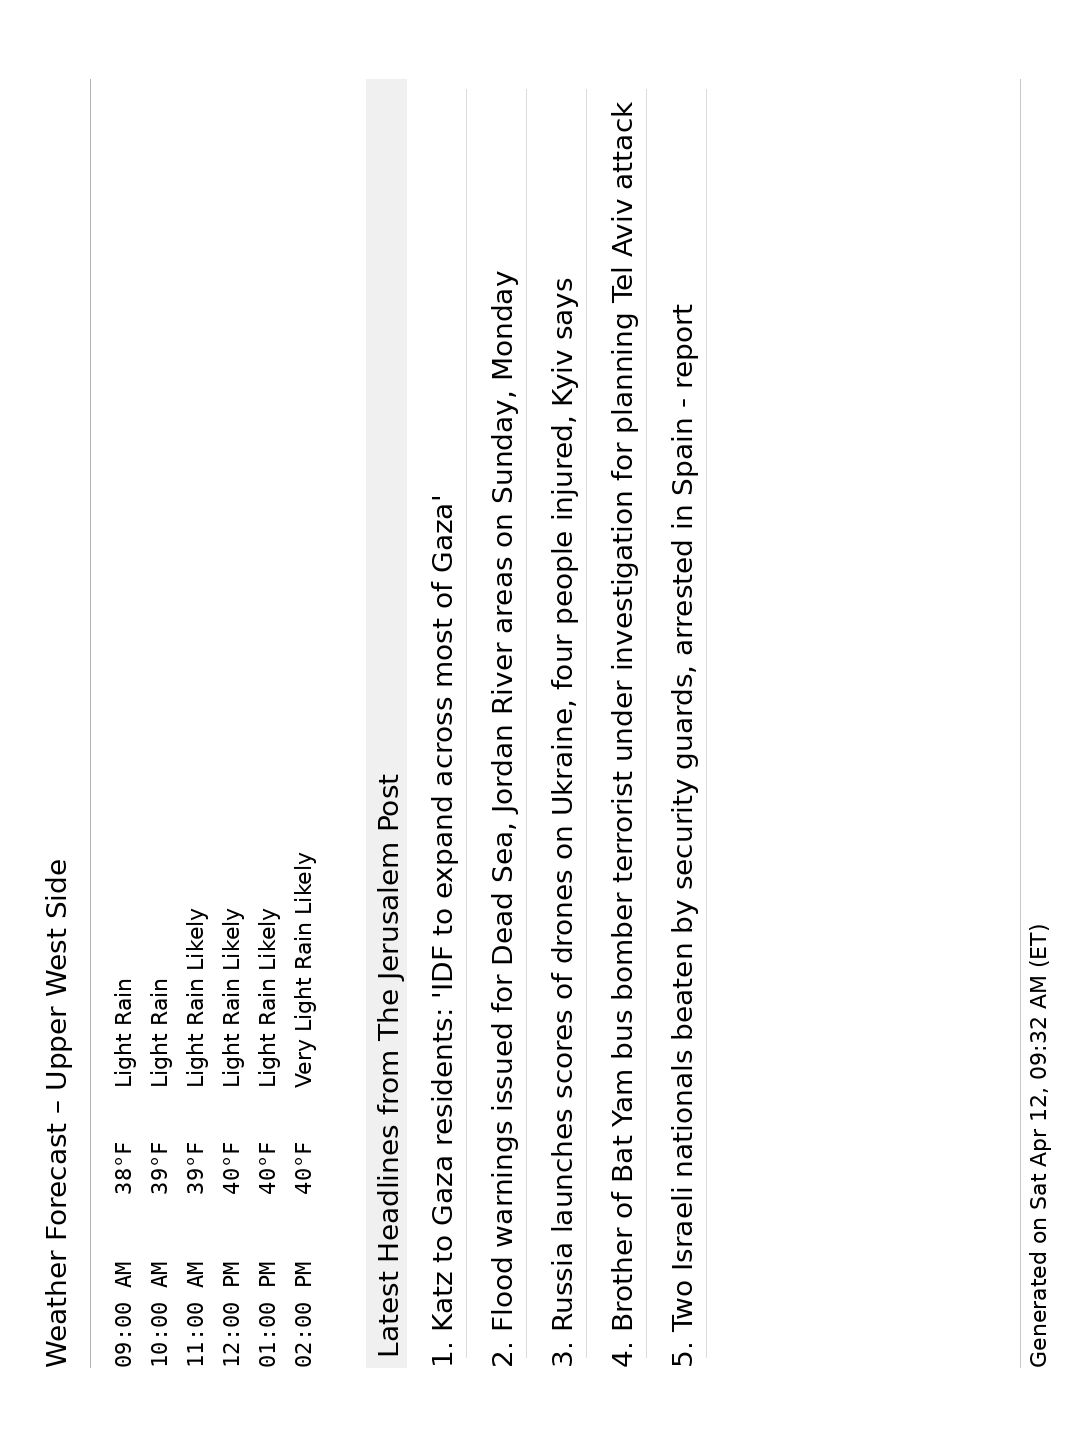 Weather Forecast – Upper West Side
09:00 AM 38°F Light Rain
10:00 AM 39°F Light Rain
11:00 AM 39°F Light Rain Likely
12:00 PM 40°F Light Rain Likely
01:00 PM 40°F Light Rain Likely
02:00 PM 40°F Very Light Rain Likely
Latest Headlines from The Jerusalem Post
1. Katz to Gaza residents: 'IDF to expand across most of Gaza'
2. Flood warnings issued for Dead Sea, Jordan River areas on Sunday, Monday
3. Russia launches scores of drones on Ukraine, four people injured, Kyiv says
4. Brother of Bat Yam bus bomber terrorist under investigation for planning Tel Aviv attack
5. Two Israeli nationals beaten by security guards, arrested in Spain - report
Generated on Sat Apr 12, 09:32 AM (ET)